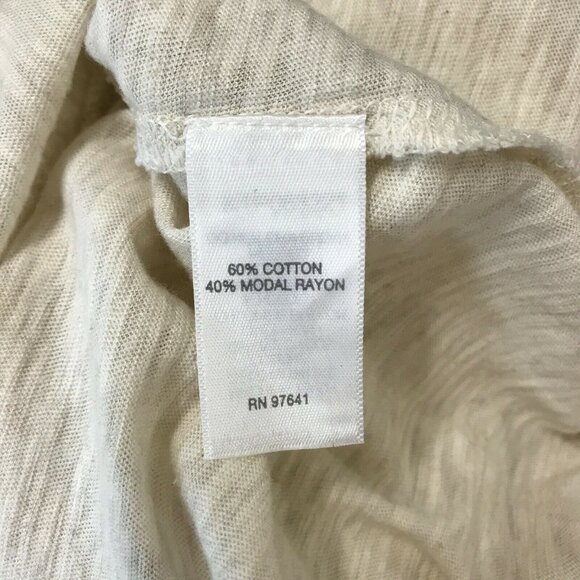 60% COTTON
40% MODAL RAYON
RN 97641